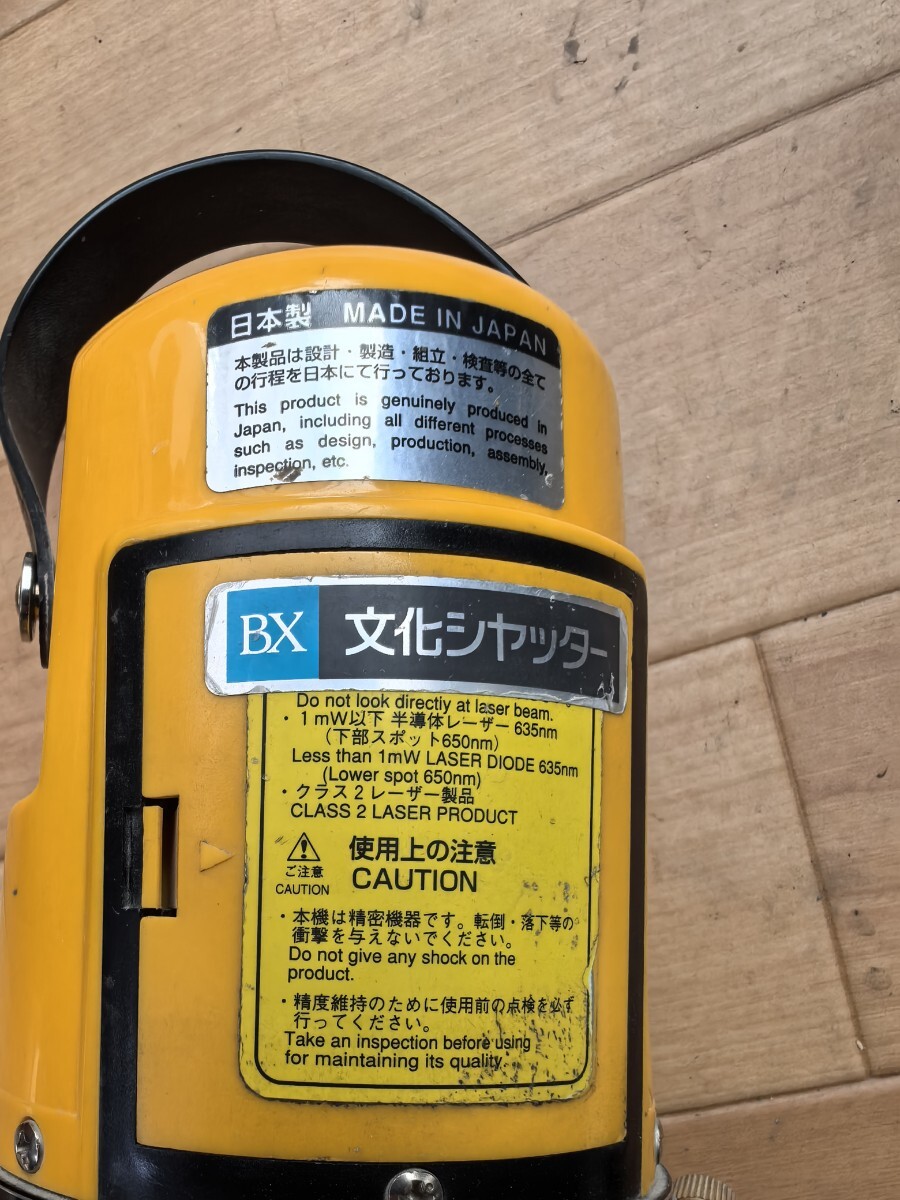 日本製 MADE IN JAPAN
本製品は設計・製造・組立・検査等の全て
の行程を日本にて行っております。
This product is genuinely produced in
Japan, including all different processes
such as design, production, assembly,
inspection, etc.
BX 文化シヤッター
Do not look directiy at laser beam.
・1mW以下 半導体レーザー 635nm
(下部スポット650nm)
Less than 1mW LASER DIODE 635nm
(Lower spot 650nm)
・クラス2レーザー製品
CLASS 2 LASER PRODUCT
ご注意
CAUTION
使用上の注意
CAUTION
・本機は精密機器です。転倒・落下等の
衝撃を与えないでください。
Do not give any shock on the
product.
・精度維持のために使用前の点検を必ず
行ってください。
Take an inspection before using
for maintaining its quality.